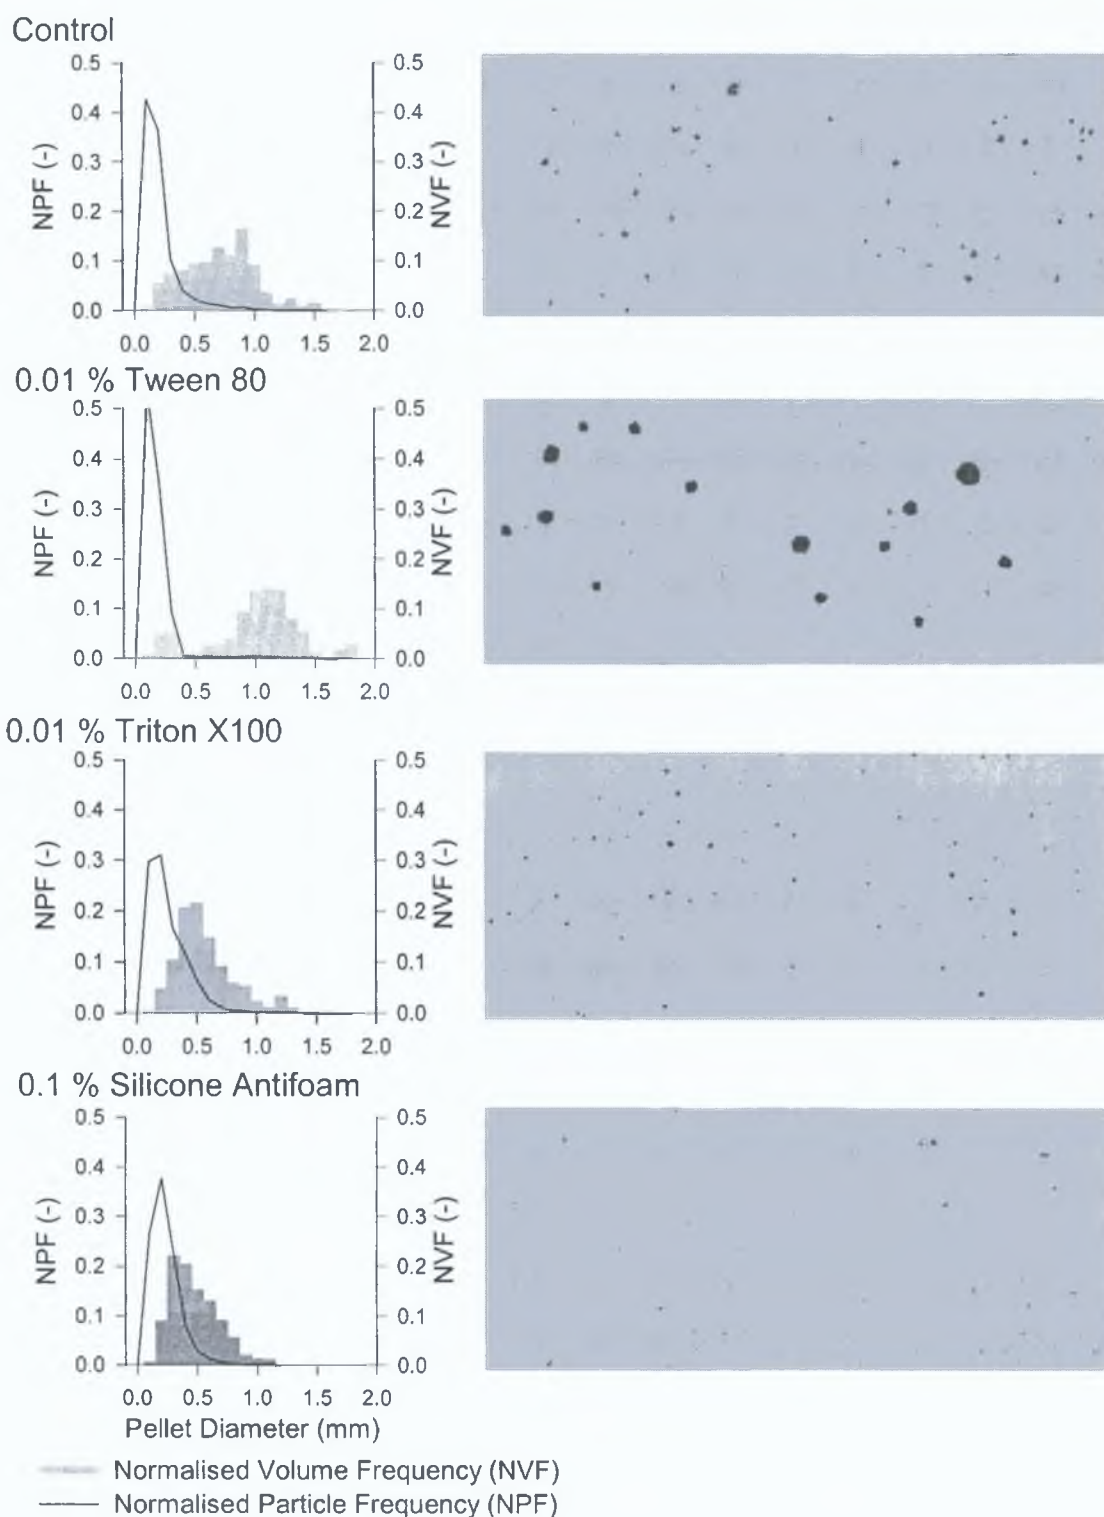 Control
0.5 0.5
0.4 0.4
0.3 0.3
NPF (-) NVF (-)
0.2 0.2
0.1 0.1
0.0 0.0
0.0 0.5 1.0 1.5 2.0
0.01 % Tween 80
0.5 0.5
0.4 0.4
0.3 0.3
NPF (-) NVF (-)
0.2 0.2
0.1 0.1
0.0 0.0
0.0 0.5 1.0 1.5 2.0
0.01 % Triton X100
0.5 0.5
0.4 0.4
0.3 0.3
NPF (-) NVF (-)
0.2 0.2
0.1 0.1
0.0 0.0
0.0 0.5 1.0 1.5 2.0
0.1 % Silicone Antifoam
0.5 0.5
0.4 0.4
0.3 0.3
NPF (-) NVF (-)
0.2 0.2
0.1 0.1
0.0 0.0
0.0 0.5 1.0 1.5 2.0
Pellet Diameter (mm)
Normalised Volume Frequency (NVF)
Normalised Particle Frequency (NPF)